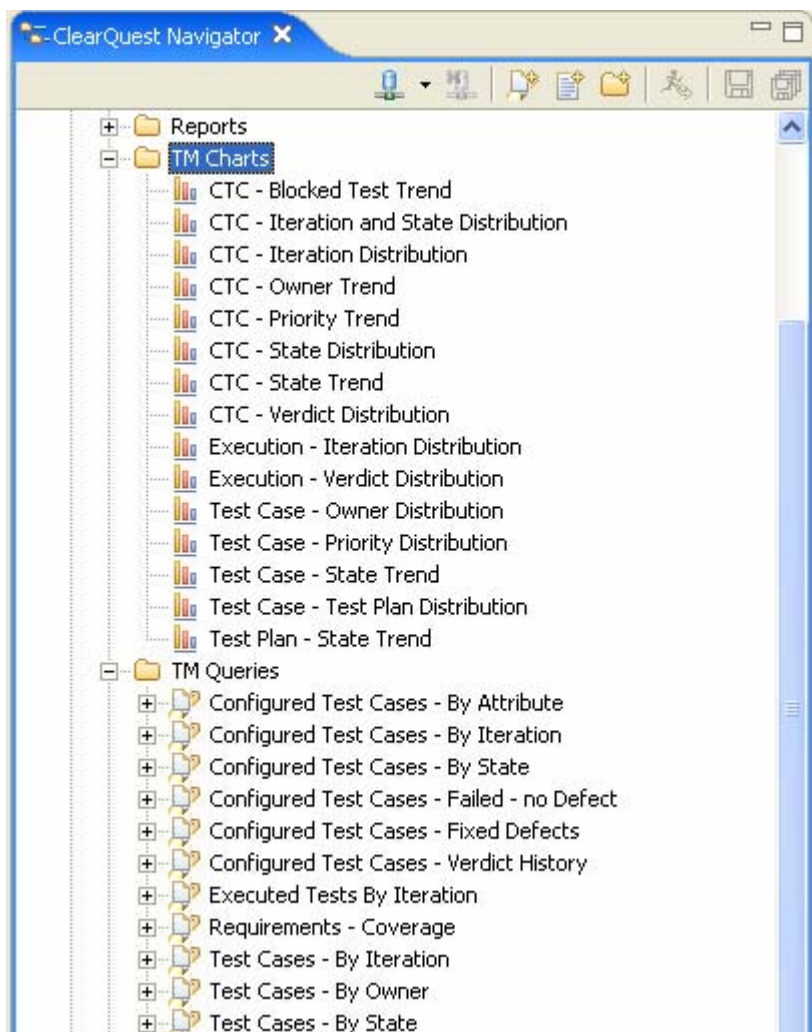 ClearQuest Navigator
Reports
TM Charts
CTC - Blocked Test Trend
CTC - Iteration and State Distribution
CTC - Iteration Distribution
CTC - Owner Trend
CTC - Priority Trend
CTC - State Distribution
CTC - State Trend
CTC - Verdict Distribution
Execution - Iteration Distribution
Execution - Verdict Distribution
Test Case - Owner Distribution
Test Case - Priority Distribution
Test Case - State Trend
Test Case - Test Plan Distribution
Test Plan - State Trend
TM Queries
Configured Test Cases - By Attribute
Configured Test Cases - By Iteration
Configured Test Cases - By State
Configured Test Cases - Failed - no Defect
Configured Test Cases - Fixed Defects
Configured Test Cases - Verdict History
Executed Tests By Iteration
Requirements - Coverage
Test Cases - By Iteration
Test Cases - By Owner
Test Cases - By State